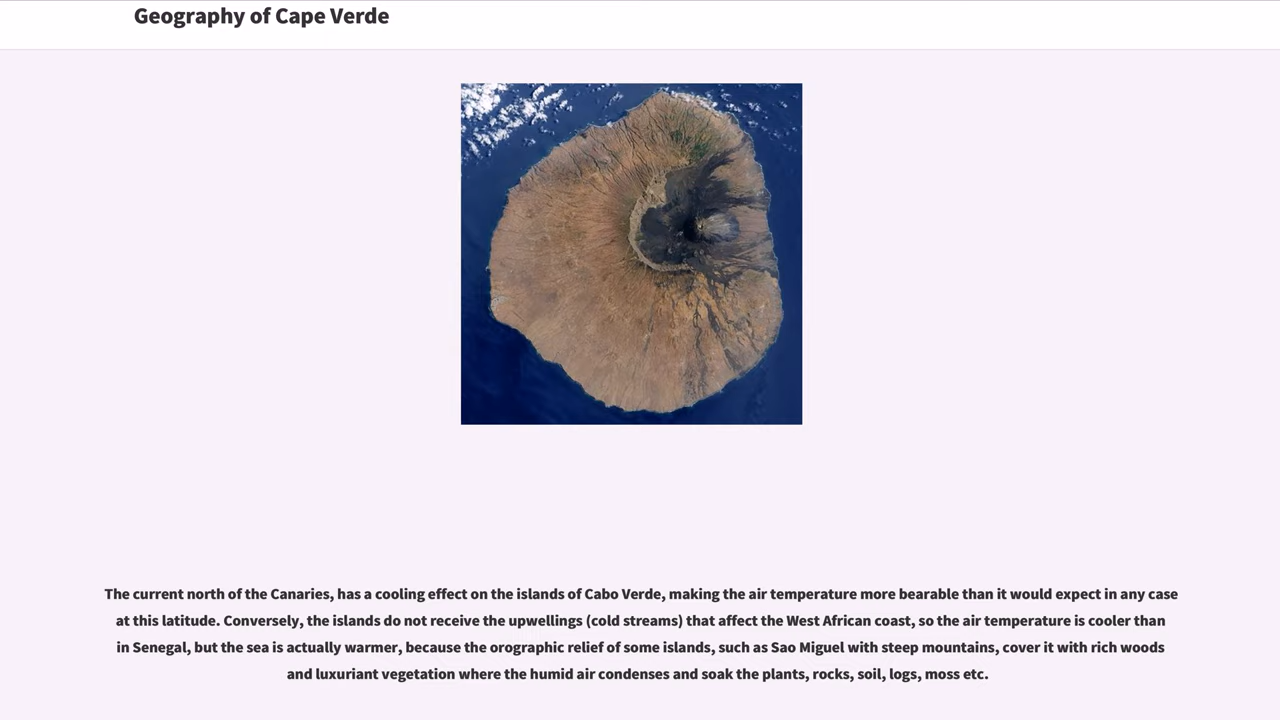 Geography of Cape Verde
The current north of the Canaries, has a cooling effect on the islands of Cabo Verde, making the air temperature more bearable than it would expect in any case
at this latitude. Conversely, the islands do not receive the upwellings (cold streams) that affect the West African coast, so the air temperature is cooler than
in Senegal, but the sea is actually warmer, because the orographic relief of some islands, such as Sao Miguel with steep mountains, cover it with rich woods
and luxuriant vegetation where the humid air condenses and soak the plants, rocks, soil, logs, moss etc.